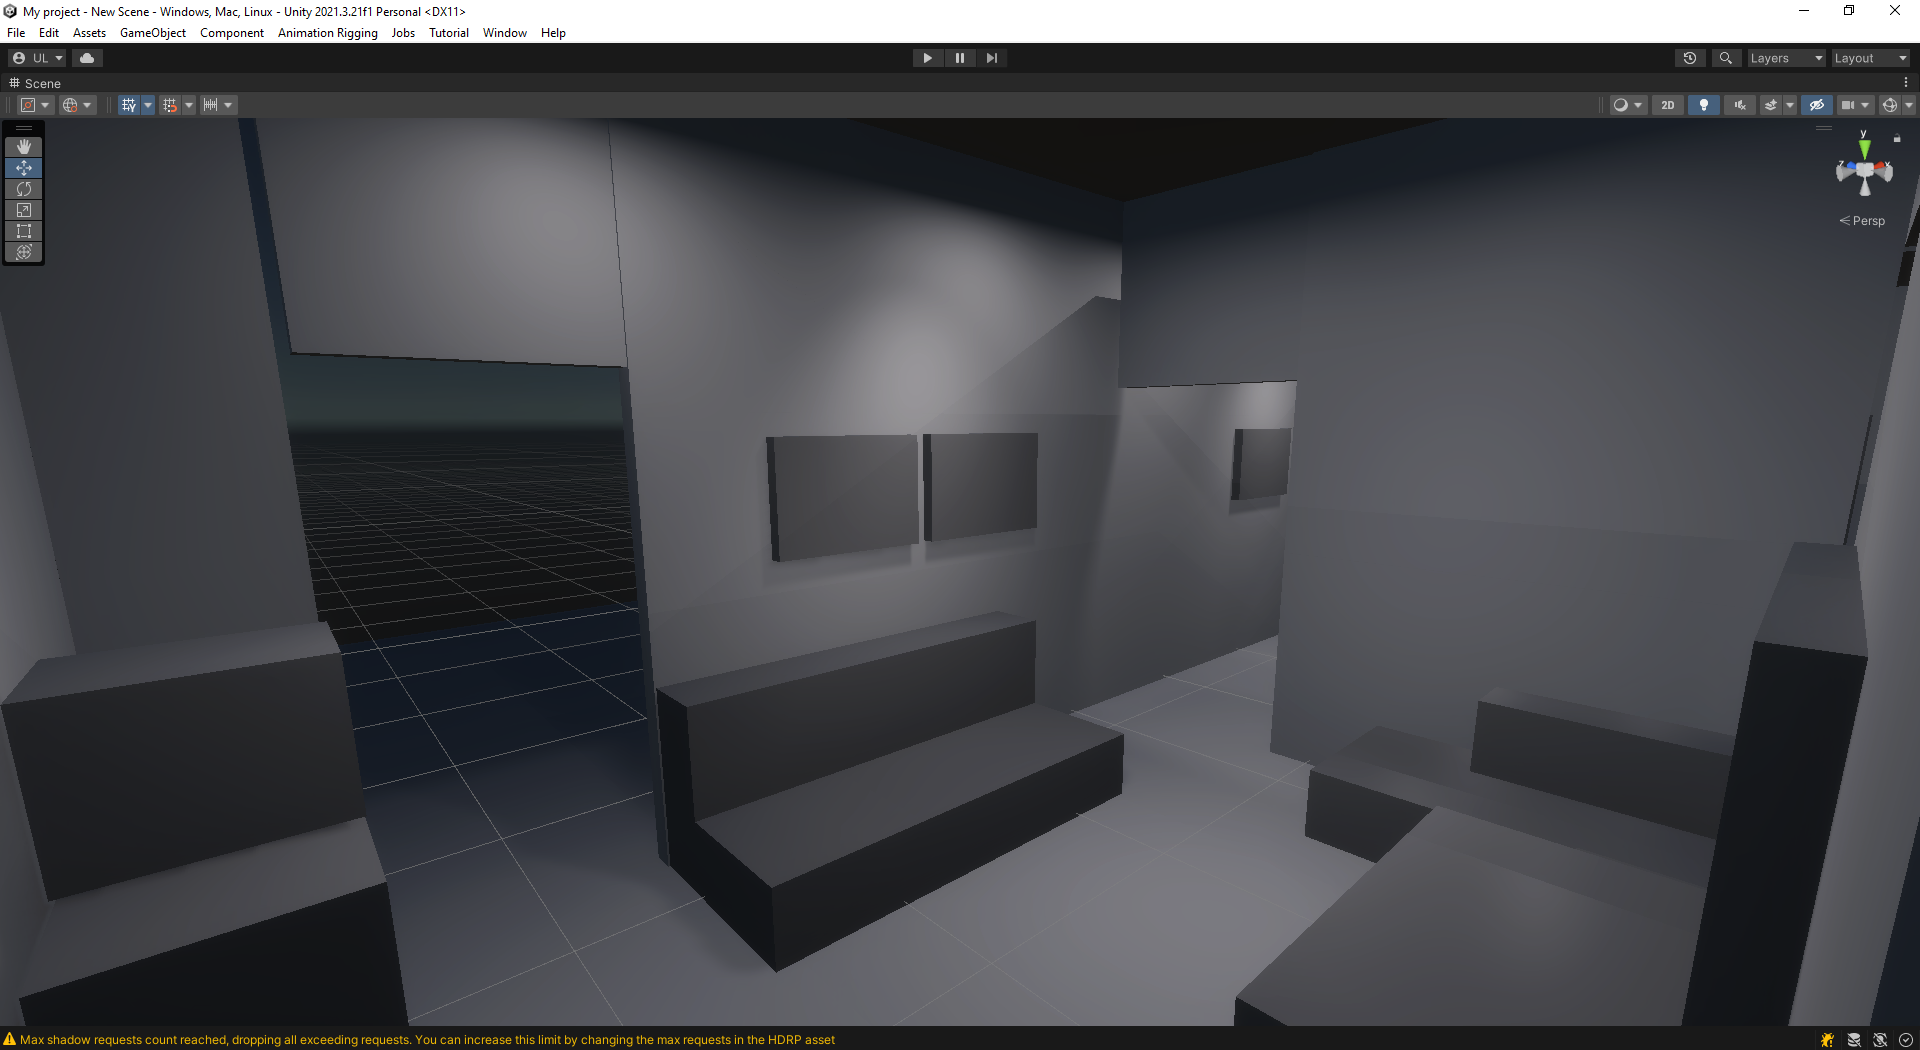 My project - New Scene - Windows, Mac, Linux - Unity 2021.3.21f1 Personal <DX11>
File Edit Assets GameObject Component Animation Rigging Jobs Tutorial Window Help
UL Layers Layout
Scene
2D
y
z x
Persp
Max shadow requests count reached, dropping all exceeding requests. You can increase this limit by changing the max requests in the HDRP asset